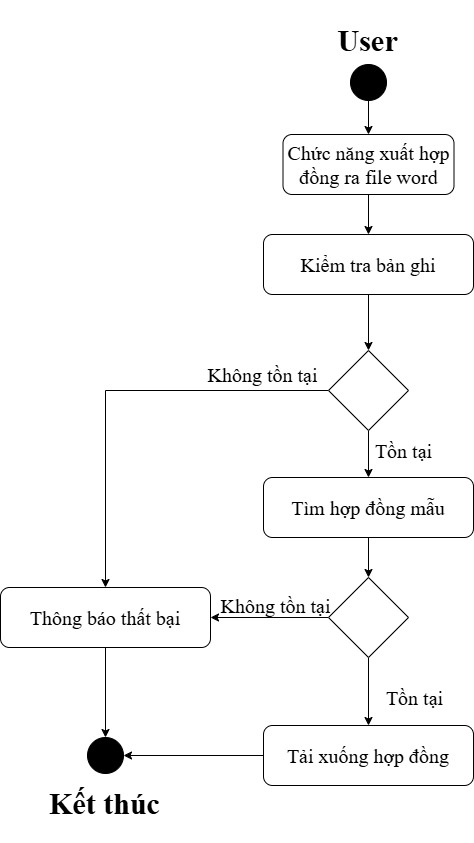 User
Chức năng xuất hợp
đồng ra file word
Kiểm tra bản ghi
Không tồn tại
Tồn tại
Tìm hợp đồng mẫu
Không tồn tại
Thông báo thất bại
Tồn tại
Tải xuống hợp đồng
Kết thúc